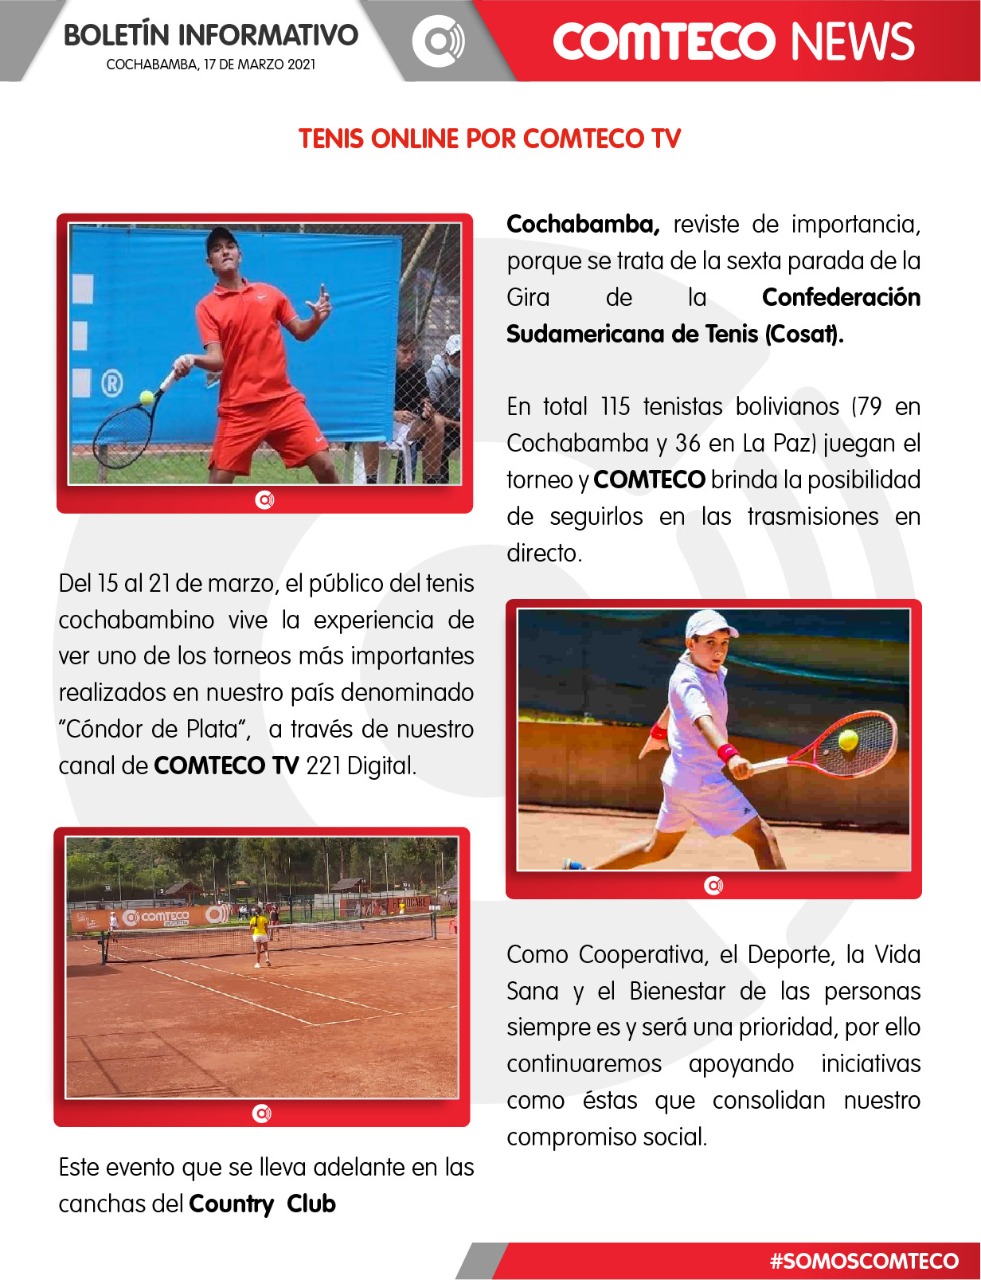 BOLETÍN INFORMATIVO
COCHABAMBA, 17 DE MARZO 2021
COMTECO NEWS
TENIS ONLINE POR COMTECO TV
®
Del 15 al 21 de marzo, el público del tenis
cochabambino vive la experiencia de
ver uno de los torneos más importantes
realizados en nuestro país denominado
“Cóndor de Plata“, a través de nuestro
canal de COMTECO TV 221 Digital.
COMTECO
Este evento que se lleva adelante en las
canchas del Country Club
Cochabamba, reviste de importancia,
porque se trata de la sexta parada de la
Gira de la Confederación
Sudamericana de Tenis (Cosat).
En total 115 tenistas bolivianos (79 en
Cochabamba y 36 en La Paz) juegan el
torneo y COMTECO brinda la posibilidad
de seguirlos en las trasmisiones en
directo.
Como Cooperativa, el Deporte, la Vida
Sana y el Bienestar de las personas
siempre es y será una prioridad, por ello
continuaremos apoyando iniciativas
como éstas que consolidan nuestro
compromiso social.
#SOMOSCOMTECO